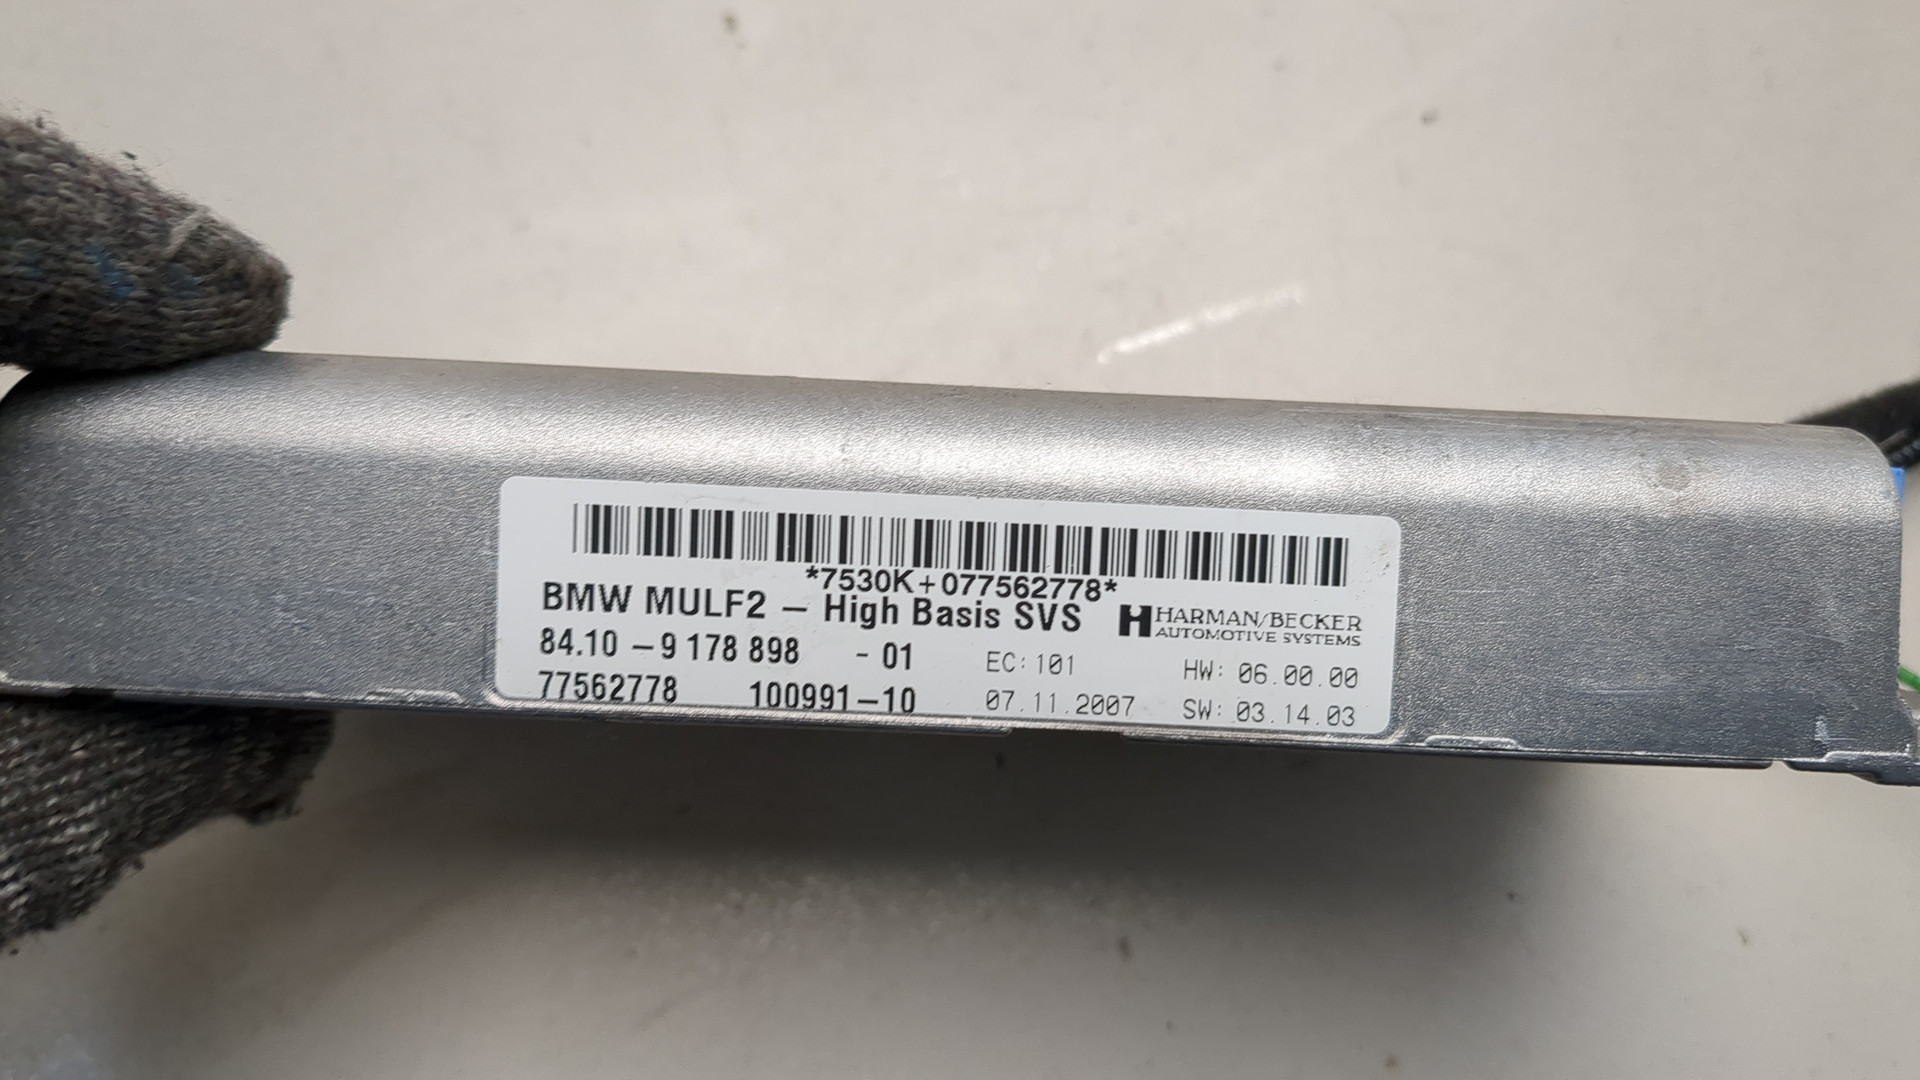 *7530K+077562778*
BMW MULF2 – High Basis SVS
HARMAN/BECKER
AUTOMOTIVE SYSTEMS
84.10 – 9 178 898 - 01
EC: 101
HW: 06.00.00
77562778 100991–10
07.11.2007
SW: 03.14.03